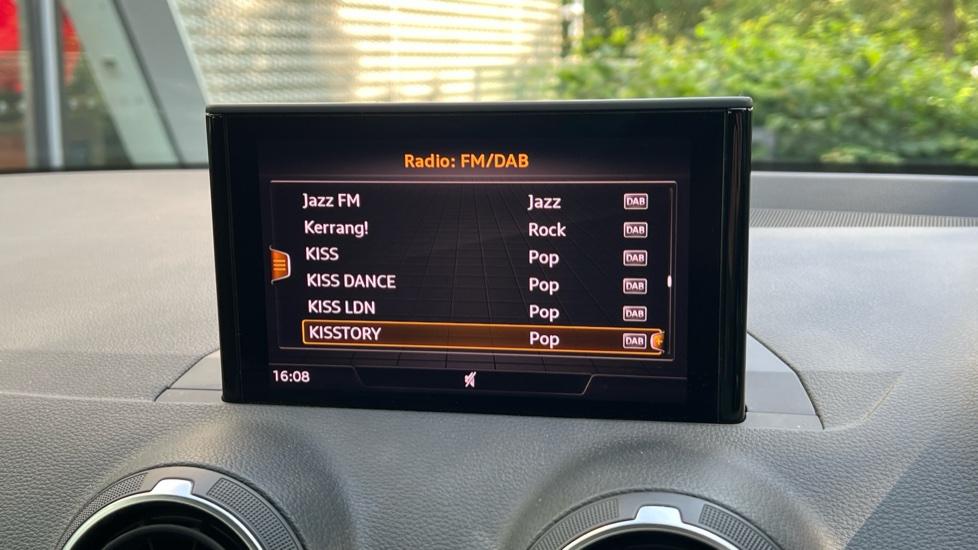 Radio: FM/DAB
Jazz FM Jazz DAB
Kerrang! Rock DAB
KISS Pop DAB
KISS DANCE Pop DAB
KISS LDN Pop DAB
KISSTORY Pop DAB
16:08